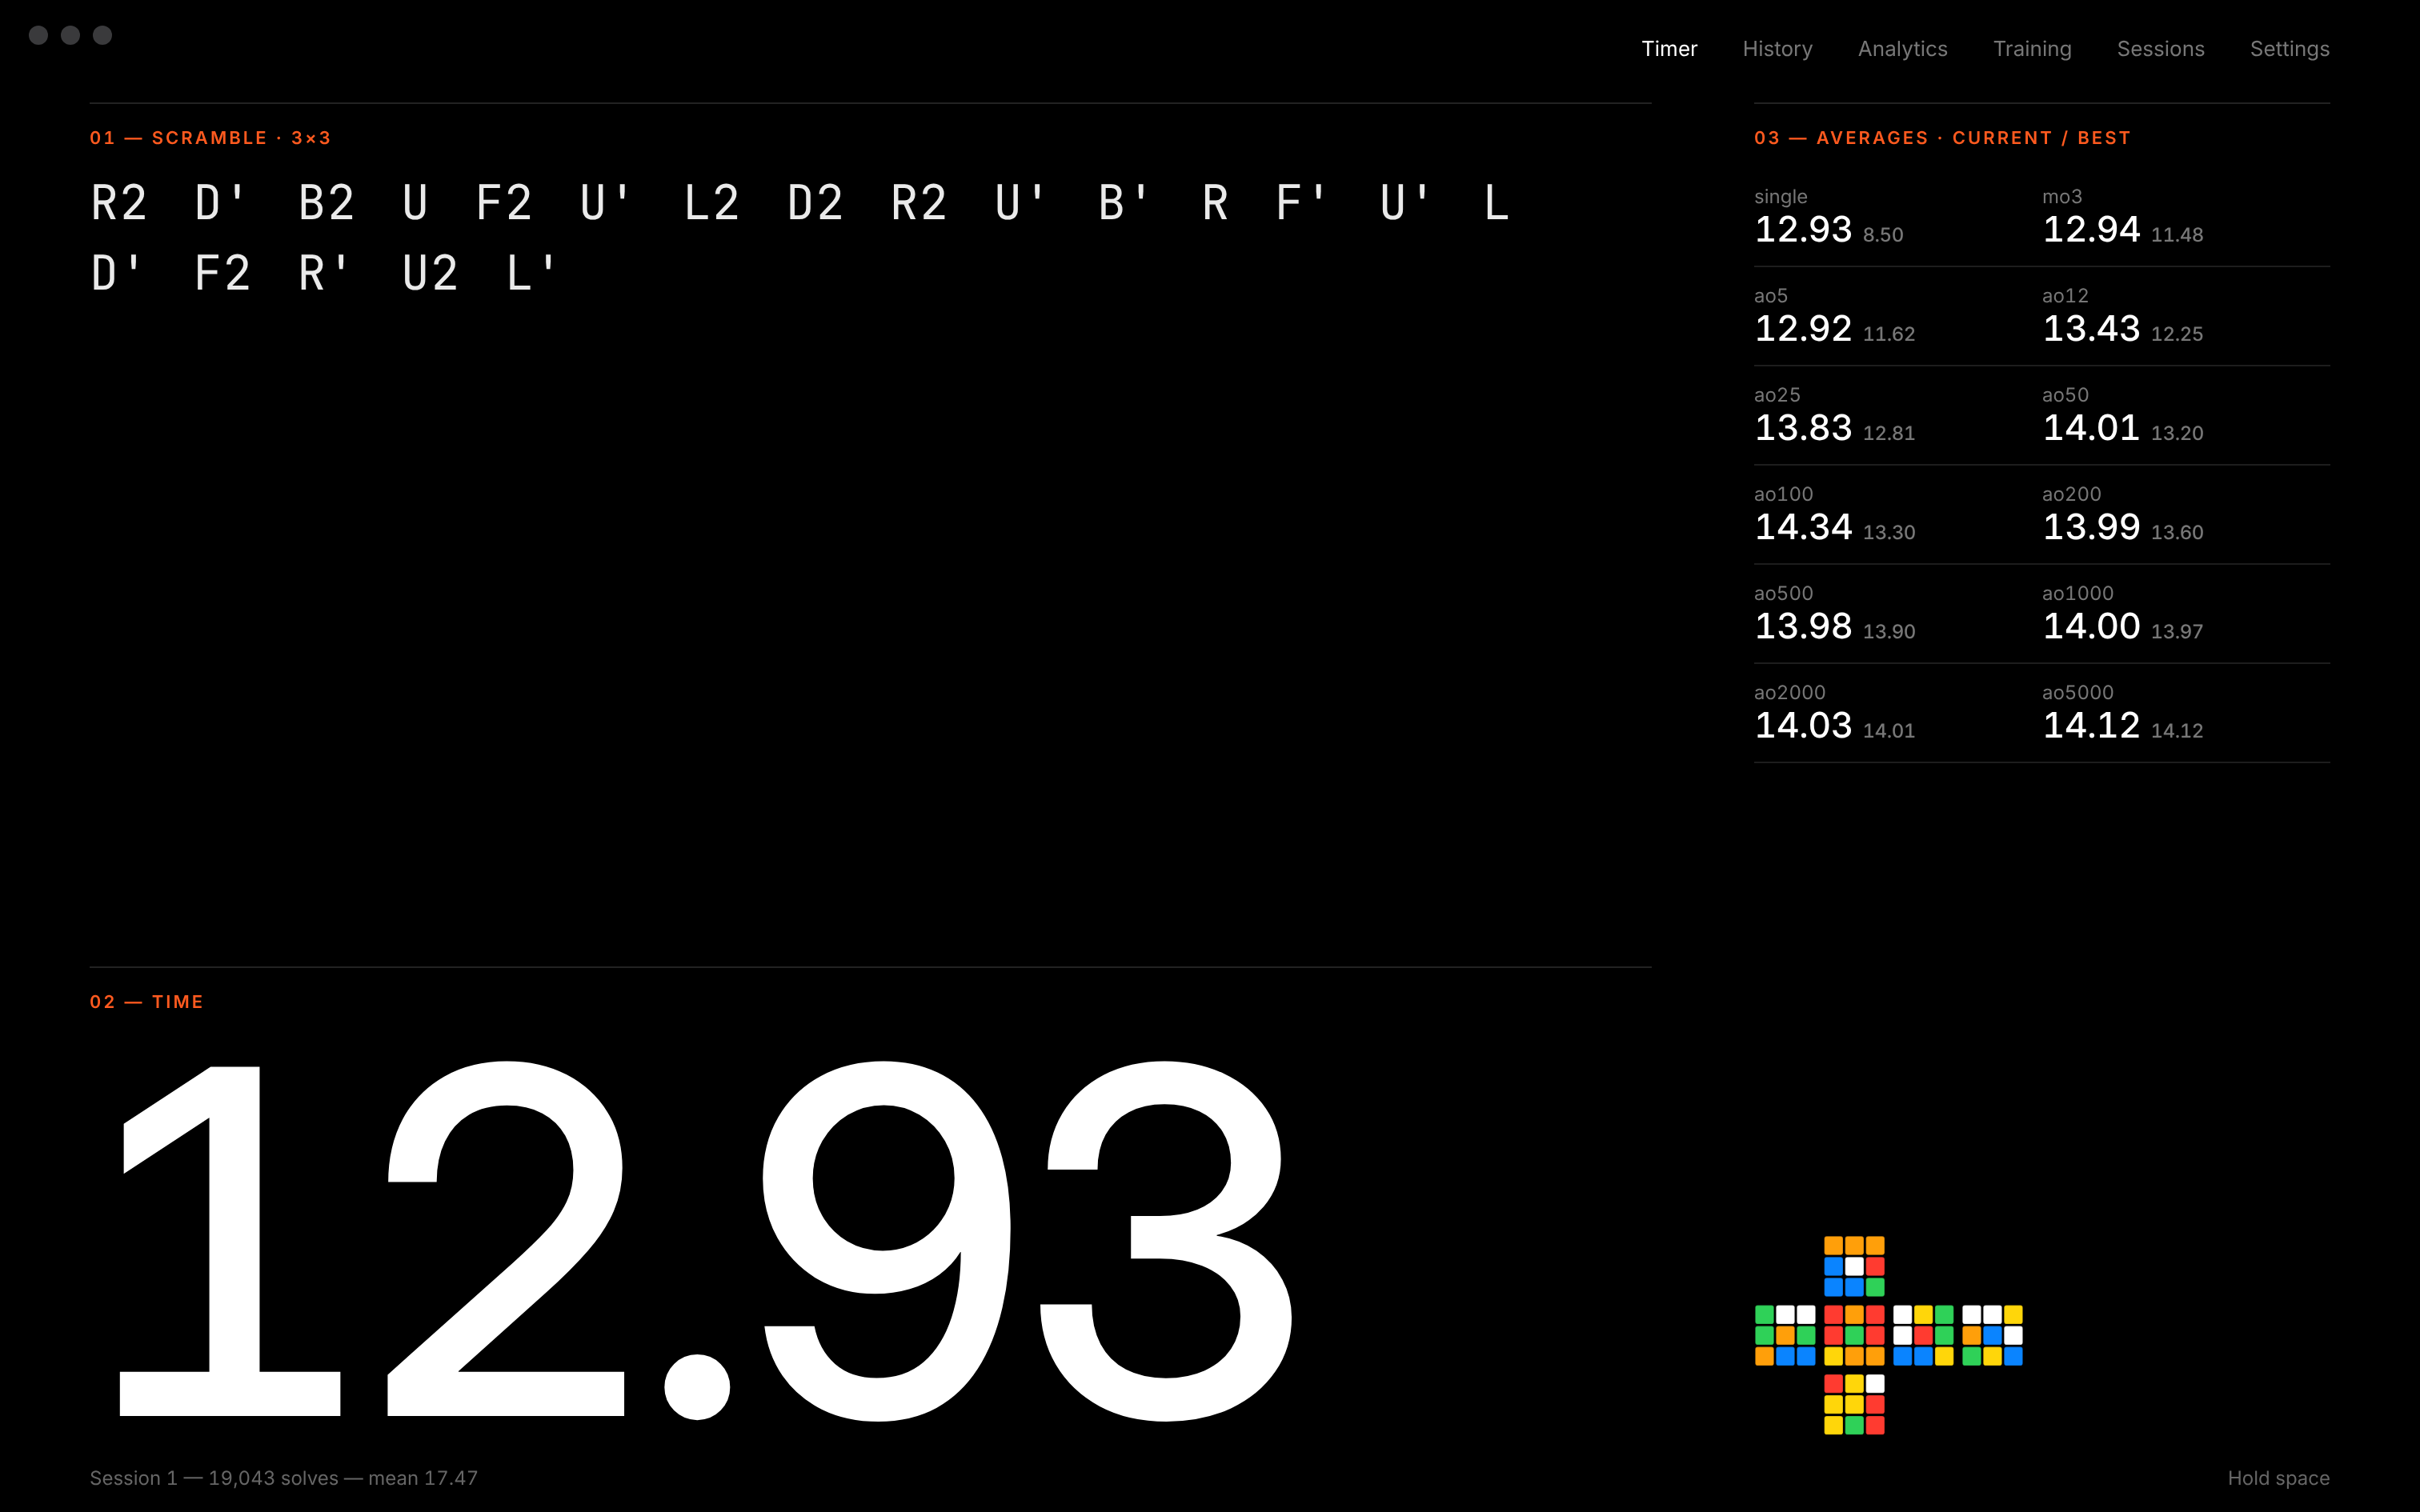 Timer History Analytics Training Sessions Settings
01 — SCRAMBLE · 3×3
R2 D' B2 U F2 U' L2 D2 R2 U' B' R F' U' L
D' F2 R' U2 L'
02 — TIME
12.93
Session 1 — 19,043 solves — mean 17.47
03 — AVERAGES · CURRENT / BEST
single mo3
12.93 8.50 12.94 11.48
ao5 ao12
12.92 11.62 13.43 12.25
ao25 ao50
13.83 12.81 14.01 13.20
ao100 ao200
14.34 13.30 13.99 13.60
ao500 ao1000
13.98 13.90 14.00 13.97
ao2000 ao5000
14.03 14.01 14.12 14.12
Hold space